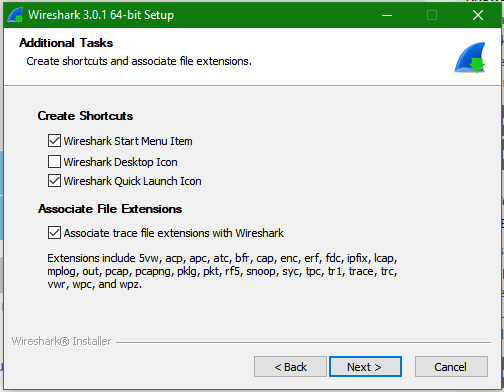 Wireshark 3.0.1 64-bit Setup
Additional Tasks
Create shortcuts and associate file extensions.
Create Shortcuts
Wireshark Start Menu Item
Wireshark Desktop Icon
Wireshark Quick Launch Icon
Associate File Extensions
Associate trace file extensions with Wireshark
Extensions include 5vw, acp, apc, atc, bfr, cap, enc, erf, fdc, ipfix, lcap,
mplog, out, pcap, pcapng, pklg, pkt, rf5, snoop, syc, tpc, tr1, trace, trc,
vwr, wpc, and wpz.
Wireshark® Installer
< Back
Next >
Cancel